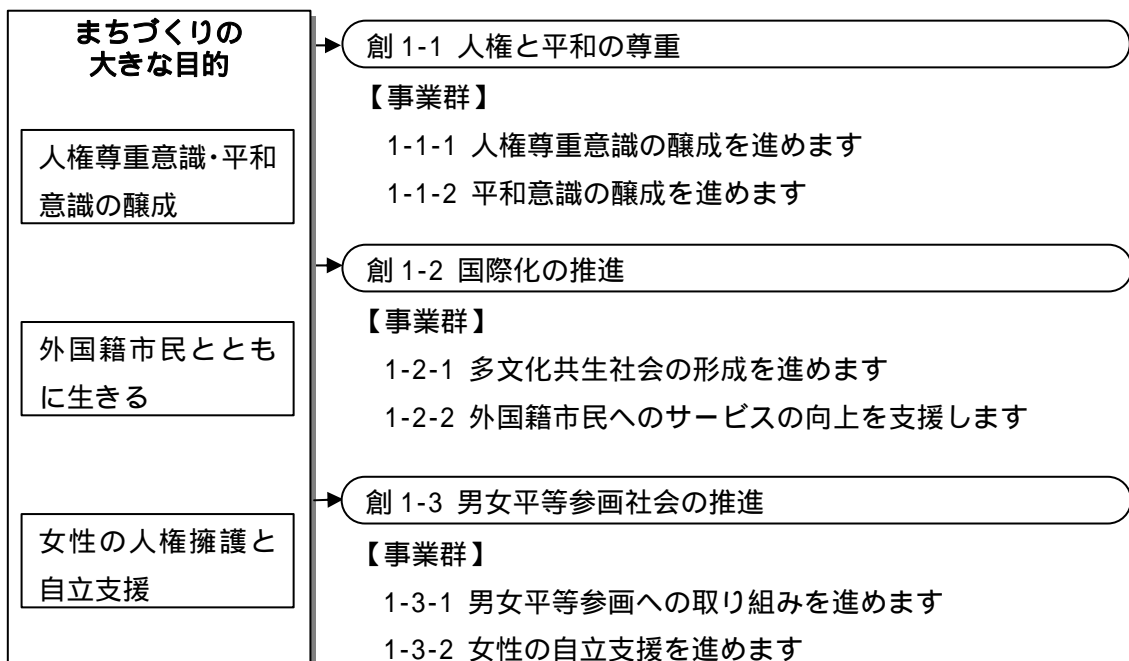 まちづくりの
大きな目的
人権尊重意識・平和
意識の醸成
外国籍市民ととも
に生きる
女性の人権擁護と
自立支援
創 1-1 人権と平和の尊重
【事業群】
1-1-1 人権尊重意識の醸成を進めます
1-1-2 平和意識の醸成を進めます
創 1-2 国際化の推進
【事業群】
1-2-1 多文化共生社会の形成を進めます
1-2-2 外国籍市民へのサービスの向上を支援します
創 1-3 男女平等参画社会の推進
【事業群】
1-3-1 男女平等参画への取り組みを進めます
1-3-2 女性の自立支援を進めます